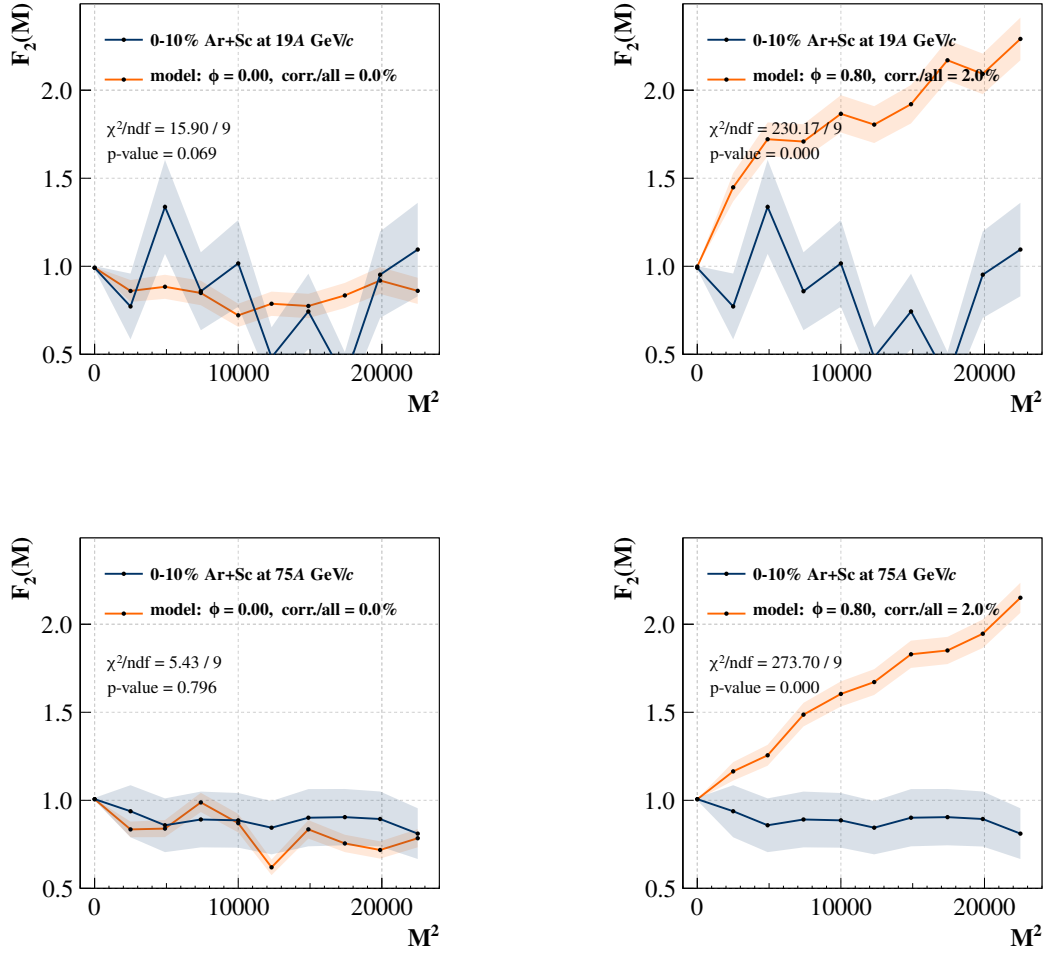 F₂(M)
0-10% Ar+Sc at 19A GeV/c
model: ϕ = 0.00, corr./all = 0.0%
χ²/ndf = 15.90 / 9
p-value = 0.069
2.0
1.5
1.0
0.5
0 10000 20000
M²
F₂(M)
0-10% Ar+Sc at 19A GeV/c
model: ϕ = 0.80, corr./all = 2.0%
χ²/ndf = 230.17 / 9
p-value = 0.000
2.0
1.5
1.0
0.5
0 10000 20000
M²
F₂(M)
0-10% Ar+Sc at 75A GeV/c
model: ϕ = 0.00, corr./all = 0.0%
χ²/ndf = 5.43 / 9
p-value = 0.796
2.0
1.5
1.0
0.5
0 10000 20000
M²
F₂(M)
0-10% Ar+Sc at 75A GeV/c
model: ϕ = 0.80, corr./all = 2.0%
χ²/ndf = 273.70 / 9
p-value = 0.000
2.0
1.5
1.0
0.5
0 10000 20000
M²